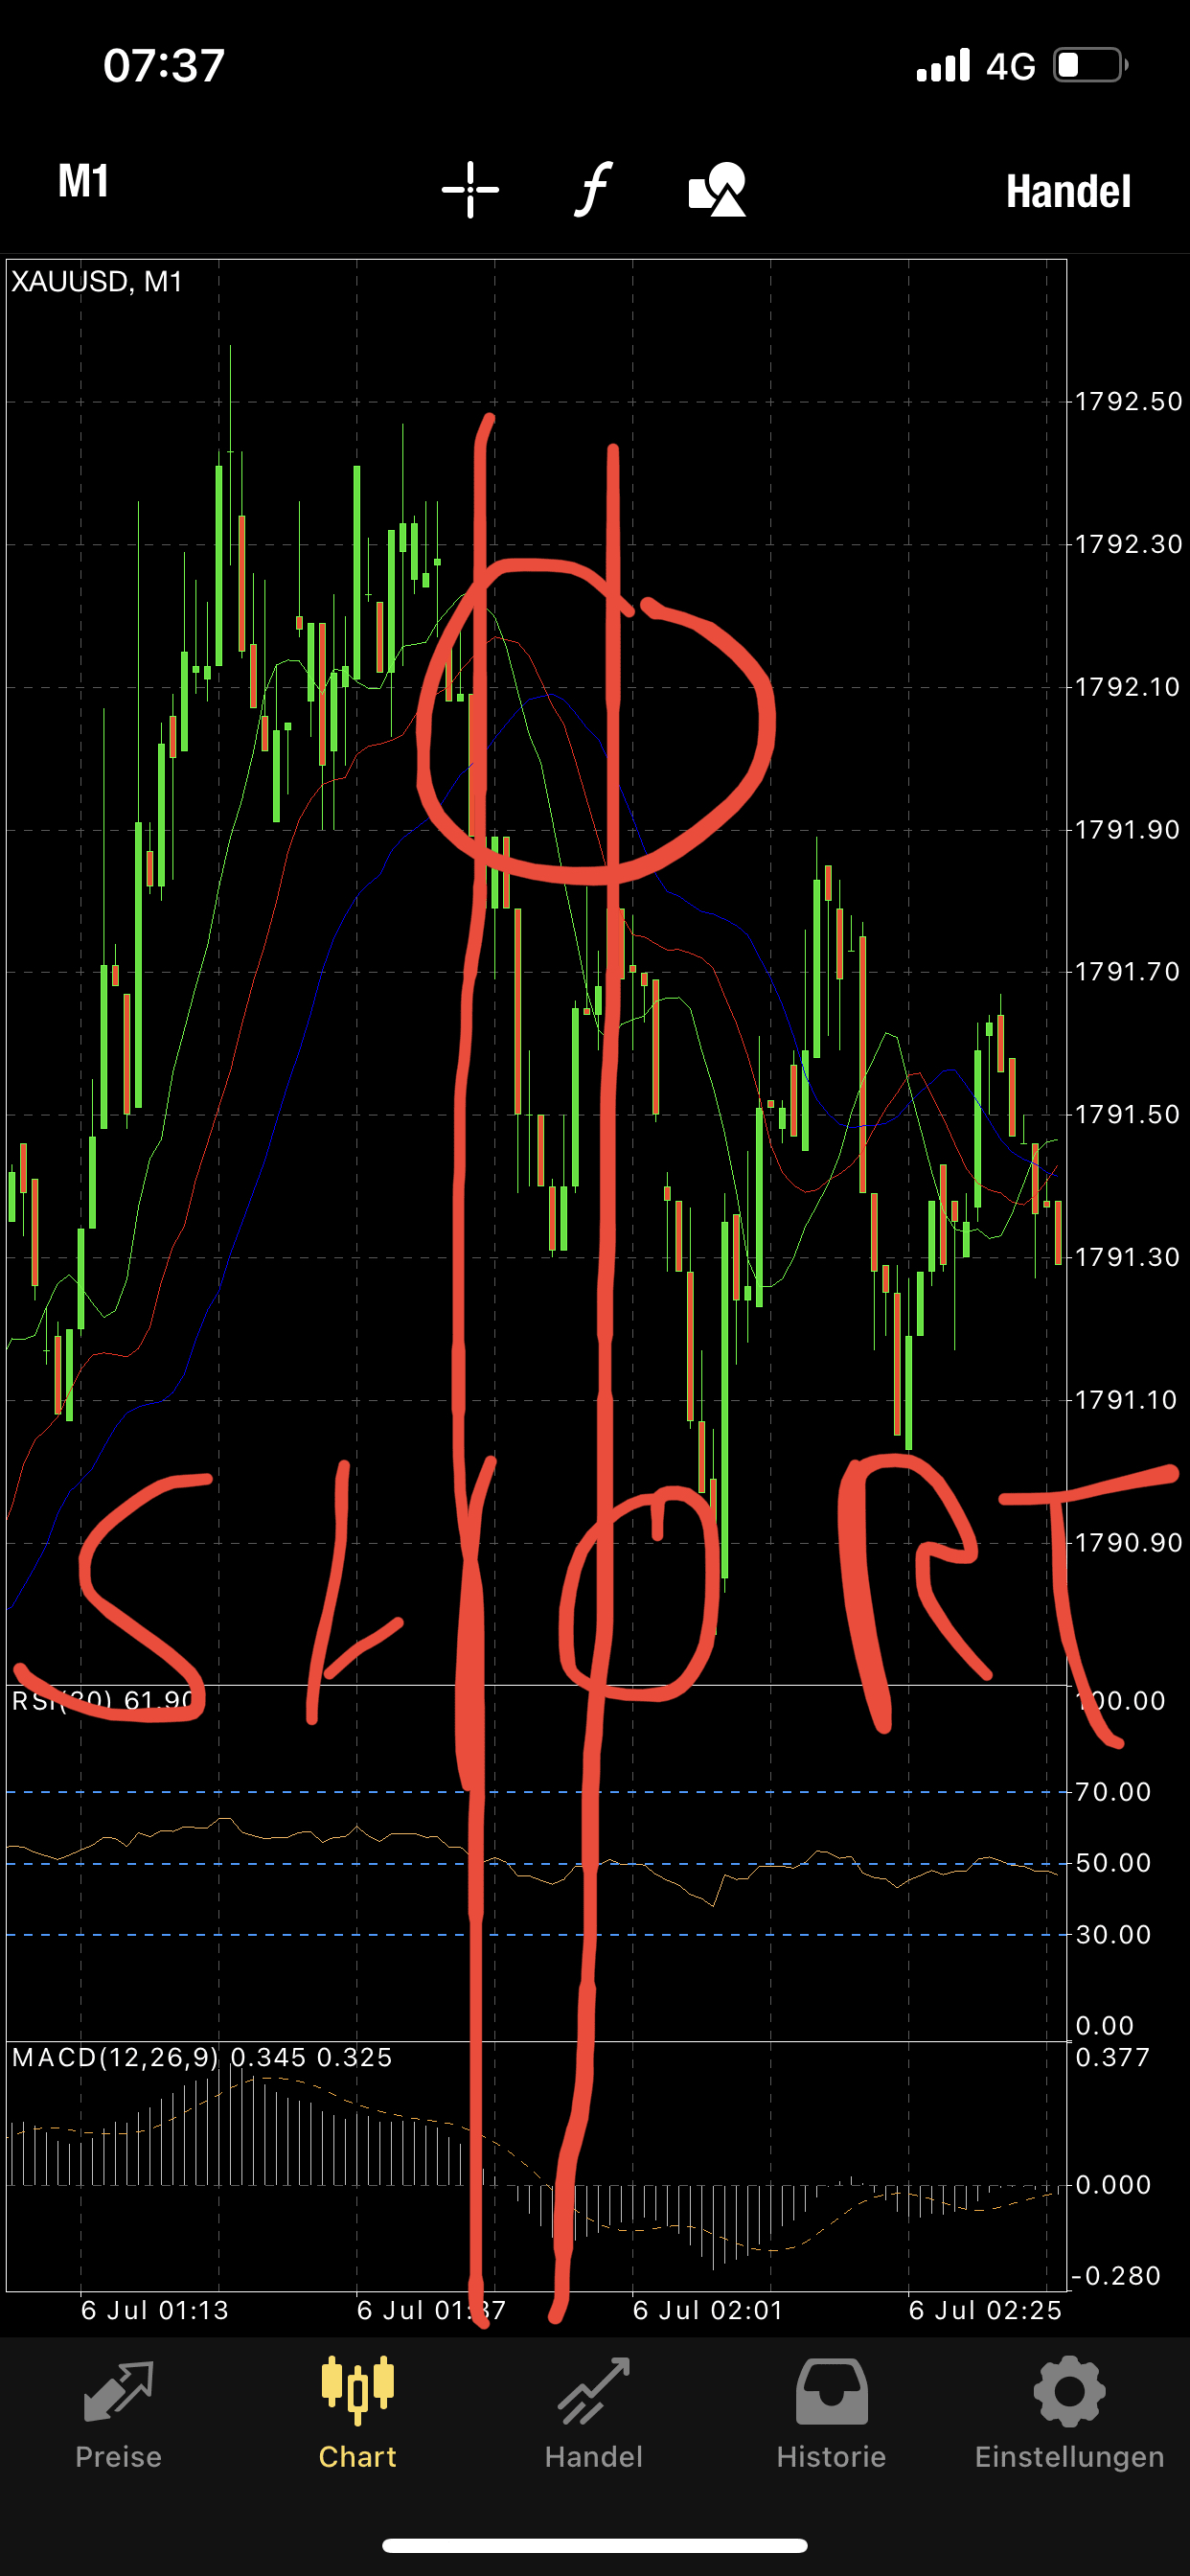 07:37 4G
M1 f Handel
XAUUSD, M1
1792.50
1792.30
1792.10
1791.90
1791.70
1791.50
1791.30
1791.10
1790.90
SHORT
RSI(30) 61.90
100.00
70.00
50.00
30.00
0.00
MACD(12,26,9) 0.345 0.325
0.377
0.000
-0.280
6 Jul 01:13 6 Jul 01:37 6 Jul 02:01 6 Jul 02:25
Preise Chart Handel Historie Einstellungen